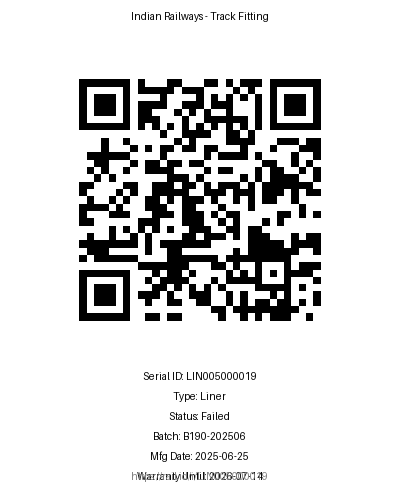 Indian Railways - Track Fitting
Serial ID: LIN005000019
Type: Liner
Status: Failed
Batch: B190-202506
Mfg Date: 2025-06-25
Warranty Until: 2026-07-14